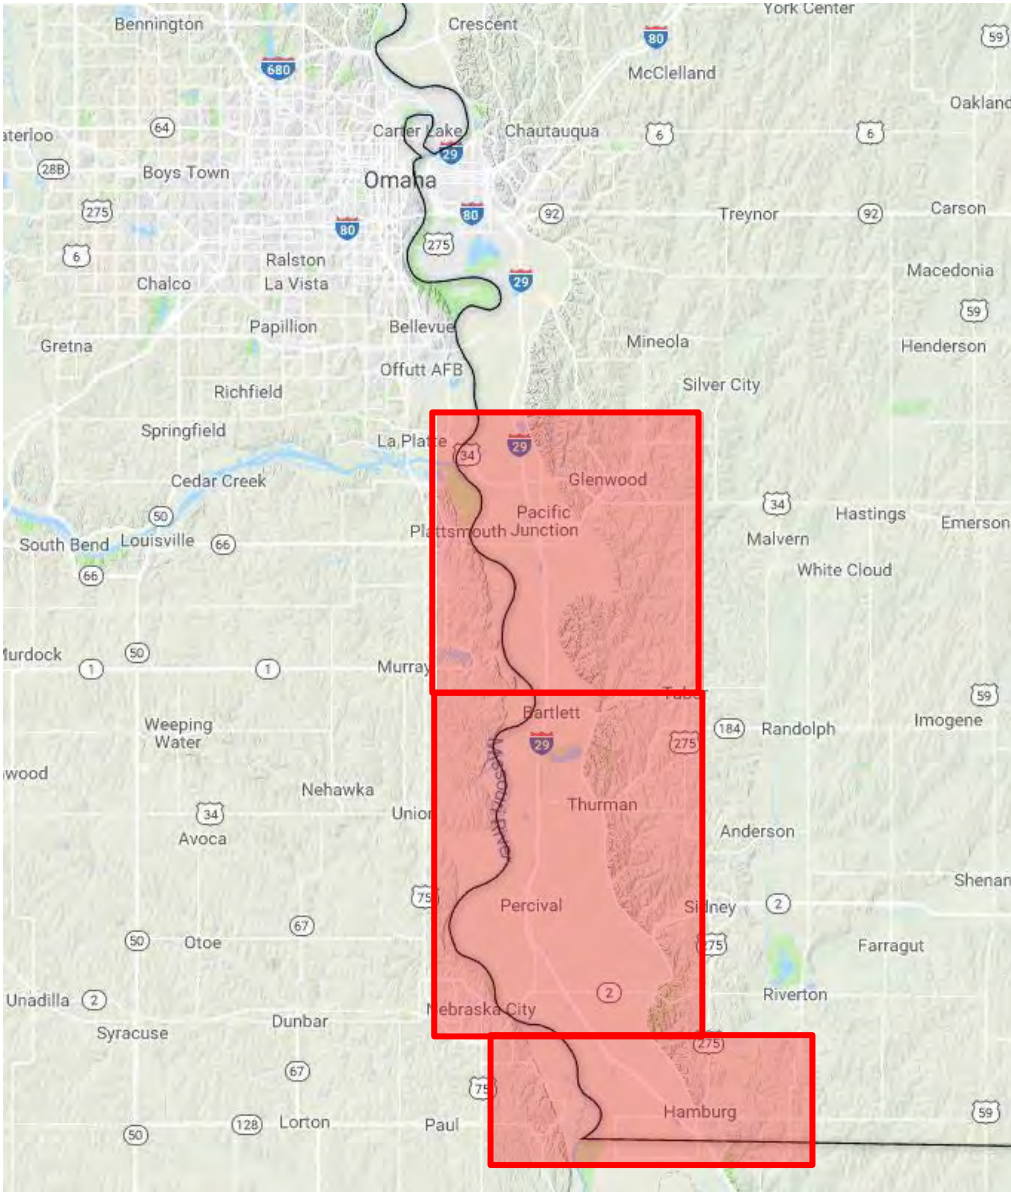 York Center
Bennington
Crescent
80
59
680
McClelland
Oakland
64
aterloo
Carter Lake
Chautauqua
6
6
29
28B
Boys Town
Omaha
275
80
92
Treynor
92
Carson
80
275
6
Ralston
Macedonia
Chalco
La Vista
29
59
Papillion
Bellevue
Mineola
Gretna
Henderson
Offutt AFB
Silver City
Richfield
Springfield
La Platte
29
34
Cedar Creek
Glenwood
34
Pacific
Junction
Hastings
50
Emerson
Plattsmouth
South Bend
Louisville
66
Malvern
66
White Cloud
Murdock
50
1
1
Murray
Tabor
59
Bartlett
Imogene
Weeping
Water
184
Randolph
29
275
wood
MISSOURI RIVER
Nehawka
Thurman
34
Union
Avoca
Anderson
Shenan
75
Percival
Sidney
2
67
50
Otoe
275
Farragut
Unadilla
2
2
Riverton
Nebraska City
Syracuse
Dunbar
275
67
75
Hamburg
59
128
Lorton
Paul
50